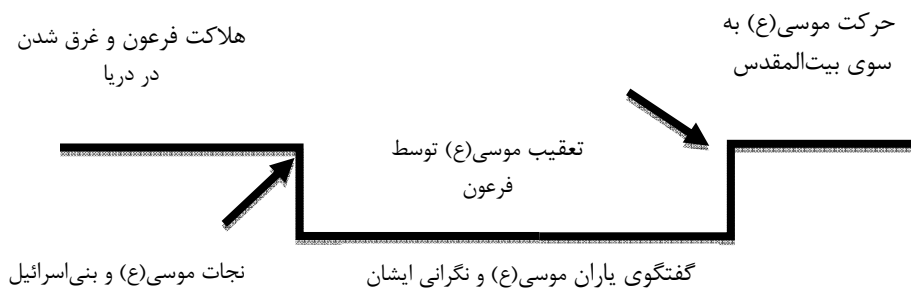 حرکت موسی(ع) به
سوی بیت‌المقدس
تعقیب موسی(ع) توسط
فرعون
گفتگوی یاران موسی(ع) و نگرانی ایشان
هلاکت فرعون و غرق شدن
در دریا
نجات موسی(ع) و بنی‌اسرائیل